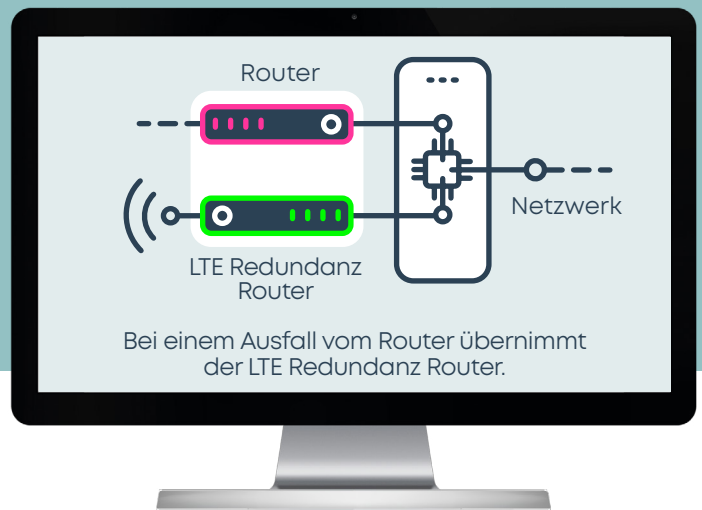 Router
Netzwerk
LTE Redundanz
Router
Bei einem Ausfall vom Router übernimmt
der LTE Redundanz Router.